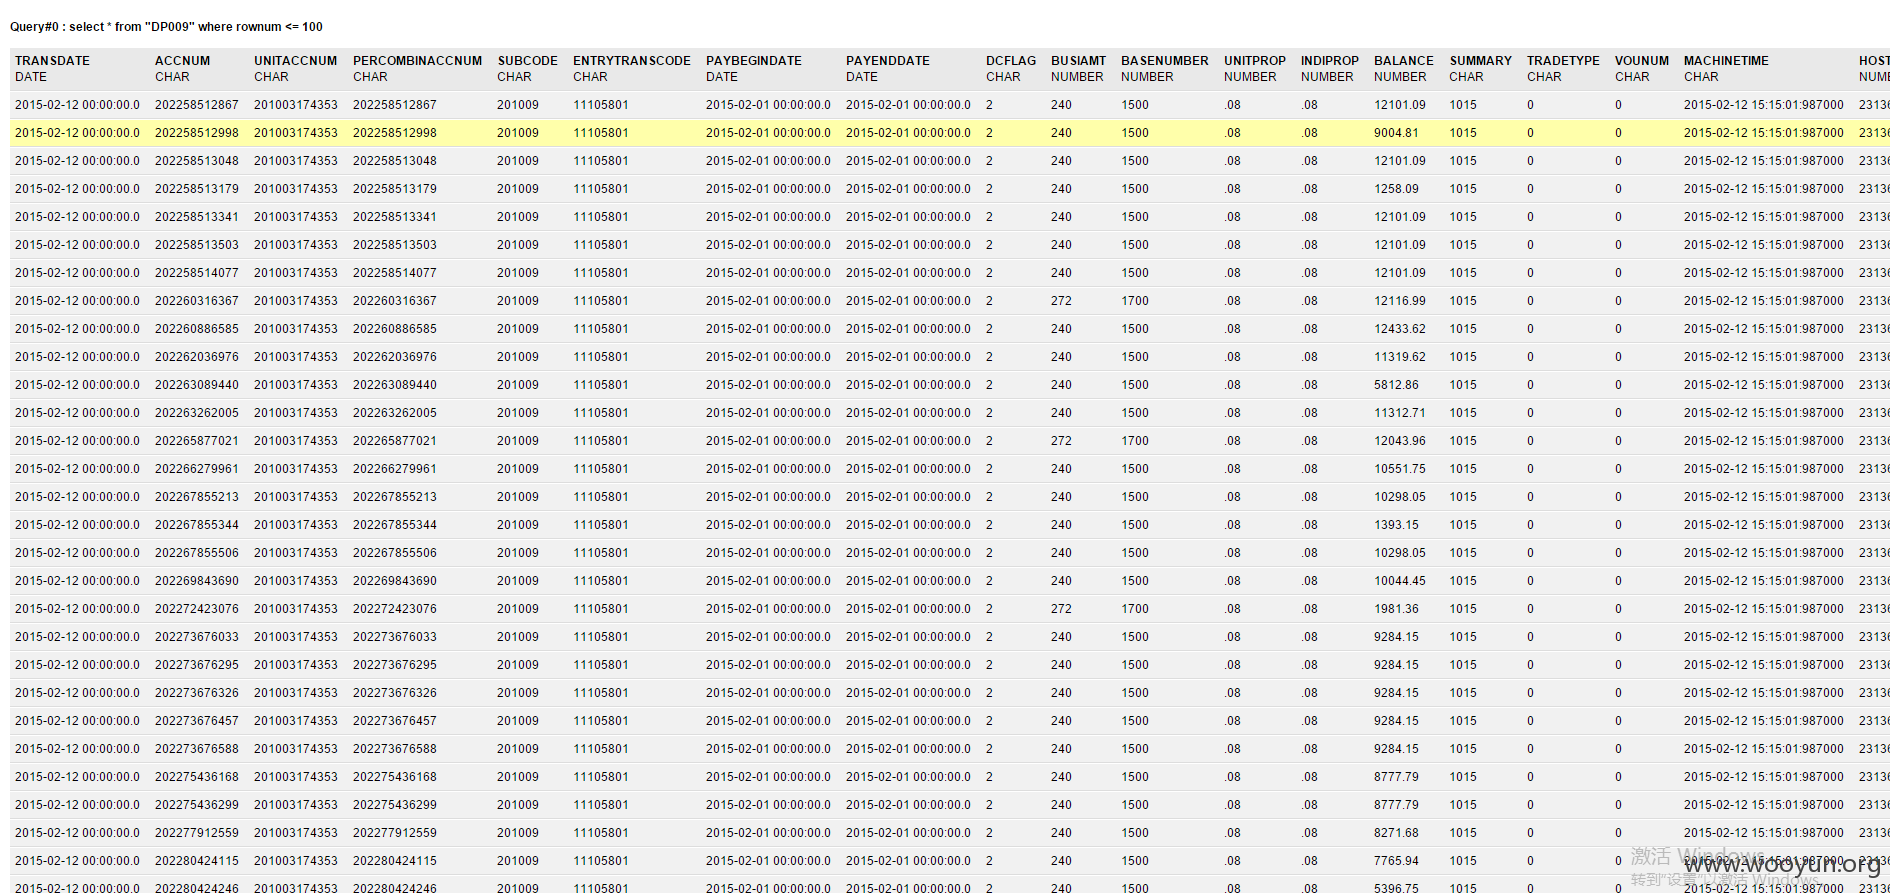 Query#0 : select * from "DP009" where rownum <= 100
TRANSDATE ACCNUM UNITACCNUM PERCOMBINACCNUM SUBCODE ENTRYTRANSCODE PAYBEGINDATE PAYENDDATE DCFLAG BUSIAMT BASENUMBER UNITPROP INDIPROP BALANCE SUMMARY TRADETYPE VOUNUM MACHINETIME HOST
DATE CHAR CHAR CHAR CHAR CHAR DATE DATE CHAR NUMBER NUMBER NUMBER NUMBER NUMBER CHAR CHAR CHAR CHAR NUM
2015-02-12 00:00:00.0 202258512867 201003174353 202258512867 201009 11105801 2015-02-01 00:00:00.0 2015-02-01 00:00:00.0 2 240 1500 .08 .08 12101.09 1015 0 0 2015-02-12 15:15:01:987000 2313
2015-02-12 00:00:00.0 202258512998 201003174353 202258512998 201009 11105801 2015-02-01 00:00:00.0 2015-02-01 00:00:00.0 2 240 1500 .08 .08 9004.81 1015 0 0 2015-02-12 15:15:01:987000 2313
2015-02-12 00:00:00.0 202258513048 201003174353 202258513048 201009 11105801 2015-02-01 00:00:00.0 2015-02-01 00:00:00.0 2 240 1500 .08 .08 12101.09 1015 0 0 2015-02-12 15:15:01:987000 2313
2015-02-12 00:00:00.0 202258513179 201003174353 202258513179 201009 11105801 2015-02-01 00:00:00.0 2015-02-01 00:00:00.0 2 240 1500 .08 .08 1258.09 1015 0 0 2015-02-12 15:15:01:987000 2313
2015-02-12 00:00:00.0 202258513341 201003174353 202258513341 201009 11105801 2015-02-01 00:00:00.0 2015-02-01 00:00:00.0 2 240 1500 .08 .08 12101.09 1015 0 0 2015-02-12 15:15:01:987000 2313
2015-02-12 00:00:00.0 202258513503 201003174353 202258513503 201009 11105801 2015-02-01 00:00:00.0 2015-02-01 00:00:00.0 2 240 1500 .08 .08 12101.09 1015 0 0 2015-02-12 15:15:01:987000 2313
2015-02-12 00:00:00.0 202258514077 201003174353 202258514077 201009 11105801 2015-02-01 00:00:00.0 2015-02-01 00:00:00.0 2 240 1500 .08 .08 12101.09 1015 0 0 2015-02-12 15:15:01:987000 2313
2015-02-12 00:00:00.0 202260316367 201003174353 202260316367 201009 11105801 2015-02-01 00:00:00.0 2015-02-01 00:00:00.0 2 272 1700 .08 .08 12116.99 1015 0 0 2015-02-12 15:15:01:987000 2313
2015-02-12 00:00:00.0 202260886585 201003174353 202260886585 201009 11105801 2015-02-01 00:00:00.0 2015-02-01 00:00:00.0 2 240 1500 .08 .08 12433.62 1015 0 0 2015-02-12 15:15:01:987000 2313
2015-02-12 00:00:00.0 202262036976 201003174353 202262036976 201009 11105801 2015-02-01 00:00:00.0 2015-02-01 00:00:00.0 2 240 1500 .08 .08 11319.62 1015 0 0 2015-02-12 15:15:01:987000 2313
2015-02-12 00:00:00.0 202263089440 201003174353 202263089440 201009 11105801 2015-02-01 00:00:00.0 2015-02-01 00:00:00.0 2 240 1500 .08 .08 5812.86 1015 0 0 2015-02-12 15:15:01:987000 2313
2015-02-12 00:00:00.0 202263262005 201003174353 202263262005 201009 11105801 2015-02-01 00:00:00.0 2015-02-01 00:00:00.0 2 240 1500 .08 .08 11312.71 1015 0 0 2015-02-12 15:15:01:987000 2313
2015-02-12 00:00:00.0 202265877021 201003174353 202265877021 201009 11105801 2015-02-01 00:00:00.0 2015-02-01 00:00:00.0 2 272 1700 .08 .08 12043.96 1015 0 0 2015-02-12 15:15:01:987000 2313
2015-02-12 00:00:00.0 202266279961 201003174353 202266279961 201009 11105801 2015-02-01 00:00:00.0 2015-02-01 00:00:00.0 2 240 1500 .08 .08 10551.75 1015 0 0 2015-02-12 15:15:01:987000 2313
2015-02-12 00:00:00.0 202267855213 201003174353 202267855213 201009 11105801 2015-02-01 00:00:00.0 2015-02-01 00:00:00.0 2 240 1500 .08 .08 10298.05 1015 0 0 2015-02-12 15:15:01:987000 2313
2015-02-12 00:00:00.0 202267855344 201003174353 202267855344 201009 11105801 2015-02-01 00:00:00.0 2015-02-01 00:00:00.0 2 240 1500 .08 .08 1393.15 1015 0 0 2015-02-12 15:15:01:987000 2313
2015-02-12 00:00:00.0 202267855506 201003174353 202267855506 201009 11105801 2015-02-01 00:00:00.0 2015-02-01 00:00:00.0 2 240 1500 .08 .08 10298.05 1015 0 0 2015-02-12 15:15:01:987000 2313
2015-02-12 00:00:00.0 202269843690 201003174353 202269843690 201009 11105801 2015-02-01 00:00:00.0 2015-02-01 00:00:00.0 2 240 1500 .08 .08 10044.45 1015 0 0 2015-02-12 15:15:01:987000 2313
2015-02-12 00:00:00.0 202272423076 201003174353 202272423076 201009 11105801 2015-02-01 00:00:00.0 2015-02-01 00:00:00.0 2 272 1700 .08 .08 1981.36 1015 0 0 2015-02-12 15:15:01:987000 2313
2015-02-12 00:00:00.0 202273676033 201003174353 202273676033 201009 11105801 2015-02-01 00:00:00.0 2015-02-01 00:00:00.0 2 240 1500 .08 .08 9284.15 1015 0 0 2015-02-12 15:15:01:987000 2313
2015-02-12 00:00:00.0 202273676295 201003174353 202273676295 201009 11105801 2015-02-01 00:00:00.0 2015-02-01 00:00:00.0 2 240 1500 .08 .08 9284.15 1015 0 0 2015-02-12 15:15:01:987000 2313
2015-02-12 00:00:00.0 202273676326 201003174353 202273676326 201009 11105801 2015-02-01 00:00:00.0 2015-02-01 00:00:00.0 2 240 1500 .08 .08 9284.15 1015 0 0 2015-02-12 15:15:01:987000 2313
2015-02-12 00:00:00.0 202273676457 201003174353 202273676457 201009 11105801 2015-02-01 00:00:00.0 2015-02-01 00:00:00.0 2 240 1500 .08 .08 9284.15 1015 0 0 2015-02-12 15:15:01:987000 2313
2015-02-12 00:00:00.0 202273676588 201003174353 202273676588 201009 11105801 2015-02-01 00:00:00.0 2015-02-01 00:00:00.0 2 240 1500 .08 .08 9284.15 1015 0 0 2015-02-12 15:15:01:987000 2313
2015-02-12 00:00:00.0 202275436168 201003174353 202275436168 201009 11105801 2015-02-01 00:00:00.0 2015-02-01 00:00:00.0 2 240 1500 .08 .08 8777.79 1015 0 0 2015-02-12 15:15:01:987000 2313
2015-02-12 00:00:00.0 202275436299 201003174353 202275436299 201009 11105801 2015-02-01 00:00:00.0 2015-02-01 00:00:00.0 2 240 1500 .08 .08 8777.79 1015 0 0 2015-02-12 15:15:01:987000 2313
2015-02-12 00:00:00.0 202277912559 201003174353 202277912559 201009 11105801 2015-02-01 00:00:00.0 2015-02-01 00:00:00.0 2 240 1500 .08 .08 8271.68 1015 0 0 2015-02-12 15:15:01:987000 2313
2015-02-12 00:00:00.0 202280424115 201003174353 202280424115 201009 11105801 2015-02-01 00:00:00.0 2015-02-01 00:00:00.0 2 240 1500 .08 .08 7765.94 1015 0 0
激活 Windows
www.wooyun.org
转到"设置"以激活 Windows
2015-02-12 00:00:00.0 202280424246 201003174353 202280424246 201009 11105801 2015-02-01 00:00:00.0 2015-02-01 00:00:00.0 2 240 1500 .08 .08 5396.75 1015 0 0